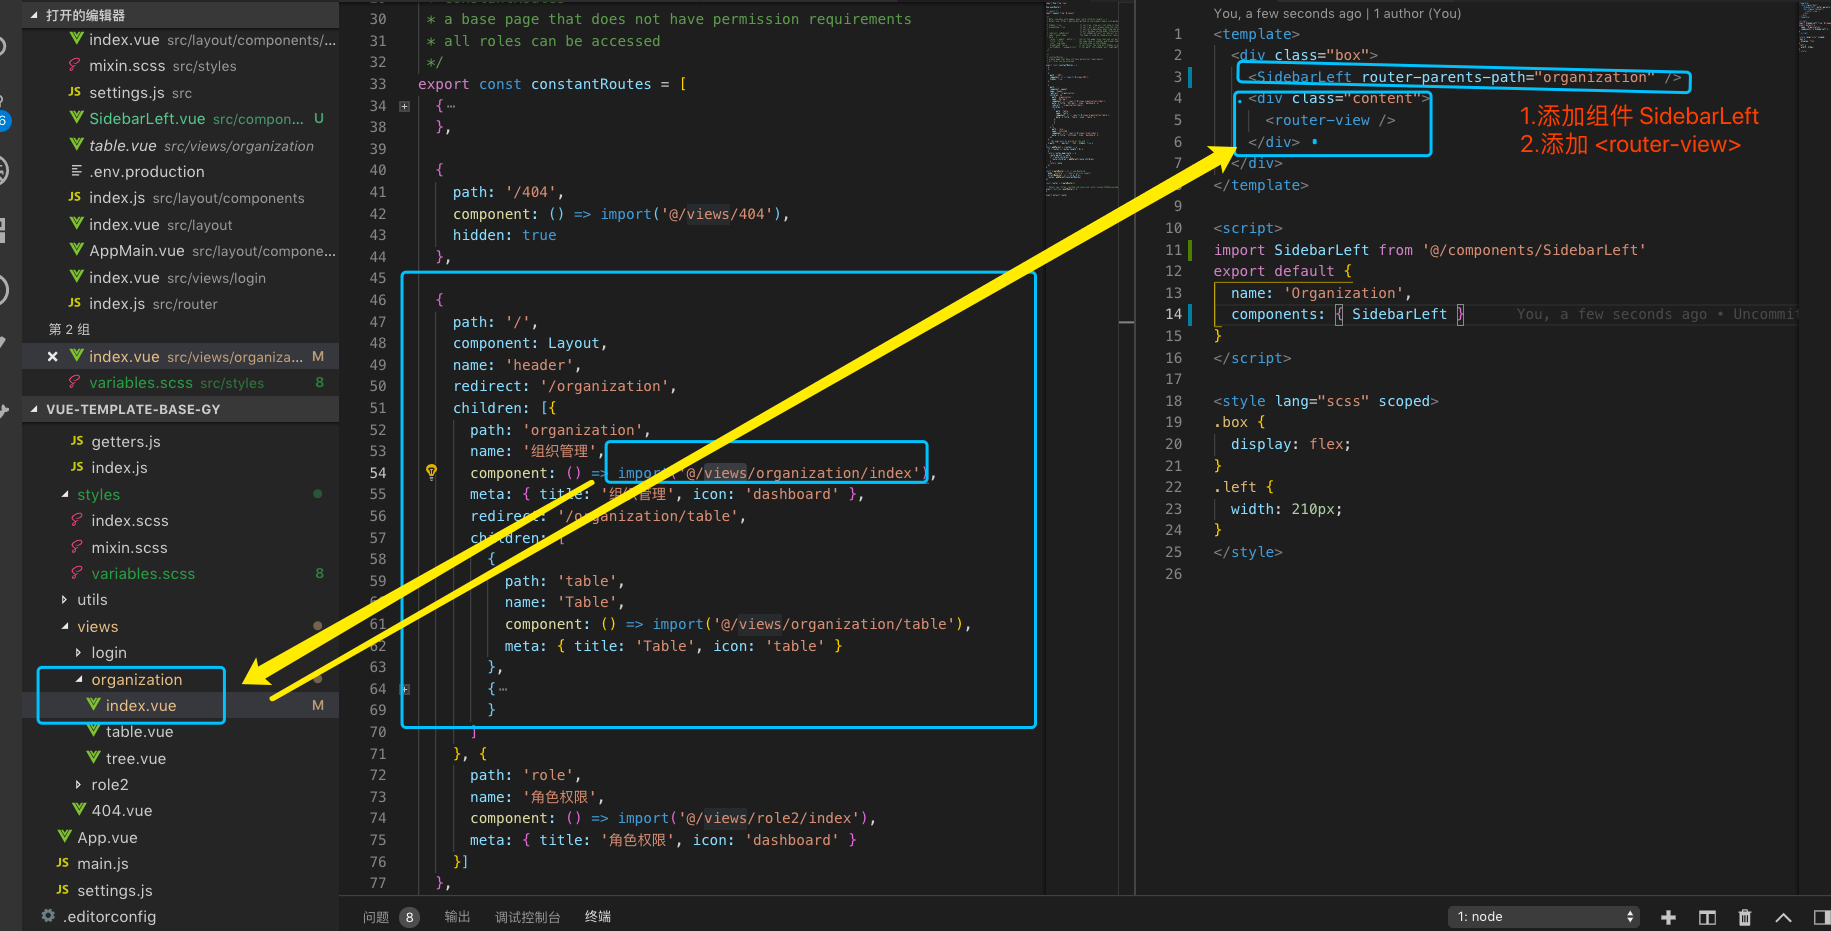 打开的编辑器
index.vue src/layout/components/...
mixin.scss src/styles
settings.js src
SidebarLeft.vue src/compon... U
table.vue src/views/organization
.env.production
index.js src/layout/components
index.vue src/layout
AppMain.vue src/layout/compone...
index.vue src/views/login
index.js src/router
第 2 组
index.vue src/views/organiza... M
variables.scss src/styles 8
VUE-TEMPLATE-BASE-GY
getters.js
index.js
styles
index.scss
mixin.scss
variables.scss 8
utils
views
login
organization
index.vue M
table.vue
tree.vue
role2
404.vue
App.vue
main.js
settings.js
.editorconfig
30 * a base page that does not have permission requirements
31 * all roles can be accessed
32 */
33 export const constantRoutes = [
34 {…
38 },
39
40 {
41 path: '/404',
42 component: () => import('@/views/404'),
43 hidden: true
44 },
45
46 {
47 path: '/',
48 component: Layout,
49 name: 'header',
50 redirect: '/organization',
51 children: [{
52 path: 'organization',
53 name: '组织管理',
54 component: () => import('@/views/organization/index'),
55 meta: { title: '组织管理', icon: 'dashboard' },
56 redirect: '/organization/table',
57 children: [
58 {
59 path: 'table',
60 name: 'Table',
61 component: () => import('@/views/organization/table'),
62 meta: { title: 'Table', icon: 'table' }
63 },
64 {…
69 }
70 ]
71 }, {
72 path: 'role',
73 name: '角色权限',
74 component: () => import('@/views/role2/index'),
75 meta: { title: '角色权限', icon: 'dashboard' }
76 }]
77 },
You, a few seconds ago | 1 author (You)
1 <template>
2 <div class="box">
3 <SidebarLeft router-parents-path="organization" />
4 <div class="content">
5 <router-view />
6 </div>
7 </div>
</template>
9
10 <script>
11 import SidebarLeft from '@/components/SidebarLeft'
12 export default {
13 name: 'Organization',
14 components: { SidebarLeft } You, a few seconds ago • Uncommit
15 }
16 </script>
17
18 <style lang="scss" scoped>
19 .box {
20 display: flex;
21 }
22 .left {
23 width: 210px;
24 }
25 </style>
26
1.添加组件 SidebarLeft
2.添加 <router-view>
问题 8 输出 调试控制台 终端
1: node